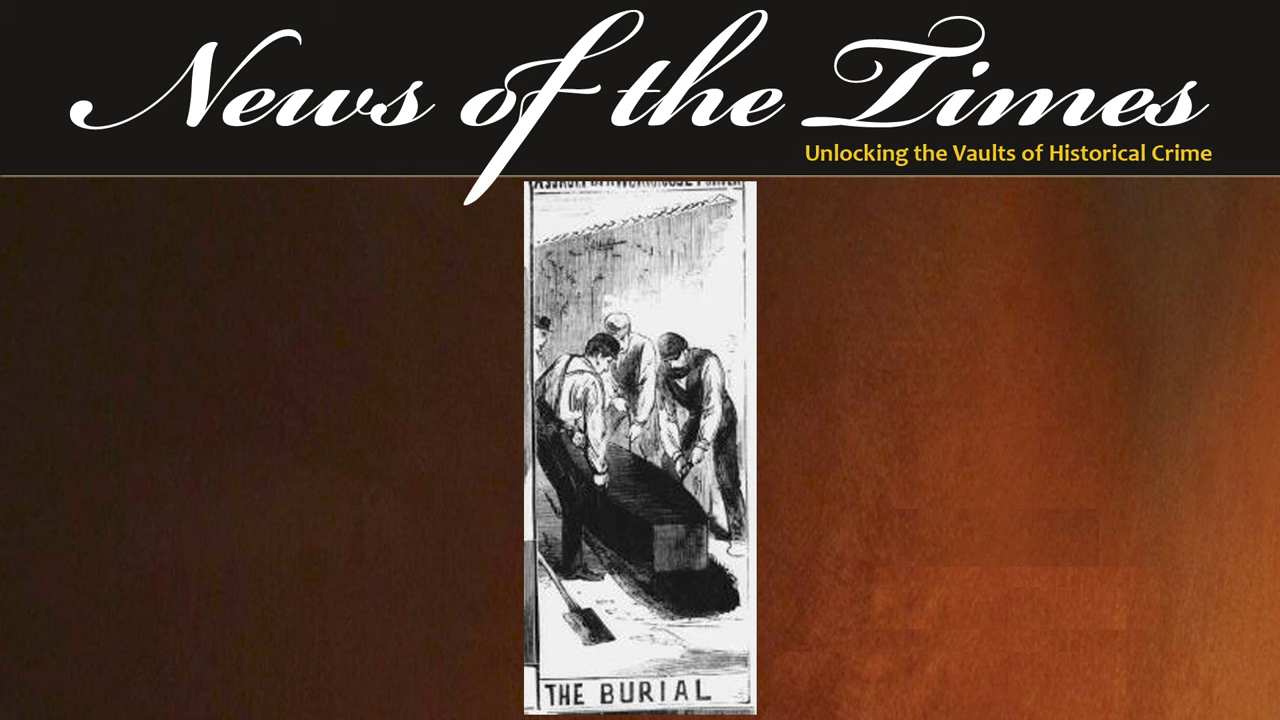 News of the Times
Unlocking the Vaults of Historical Crime
THE BURIAL